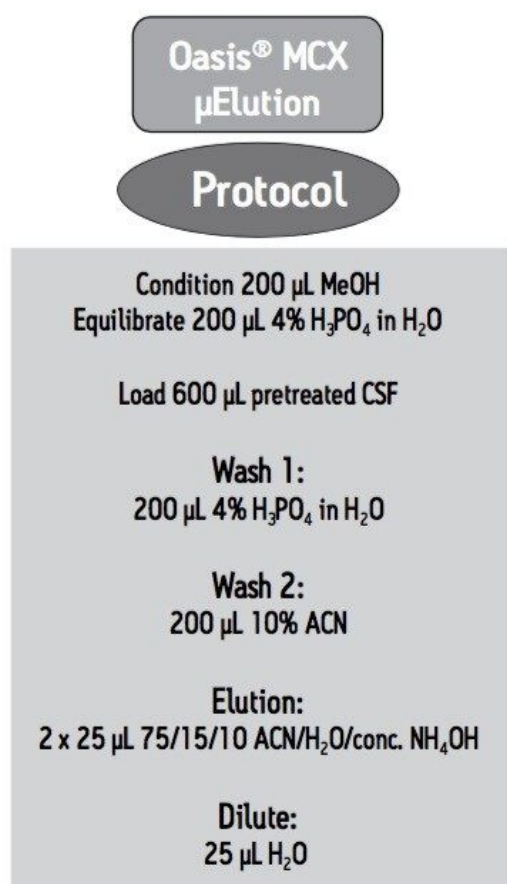 Oasis® MCX
µElution
Protocol
Condition 200 µL MeOH
Equilibrate 200 µL 4% H₃PO₄ in H₂O
Load 600 µL pretreated CSF
Wash 1:
200 µL 4% H₃PO₄ in H₂O
Wash 2:
200 µL 10% ACN
Elution:
2 x 25 µL 75/15/10 ACN/H₂O/conc. NH₄OH
Dilute:
25 µL H₂O